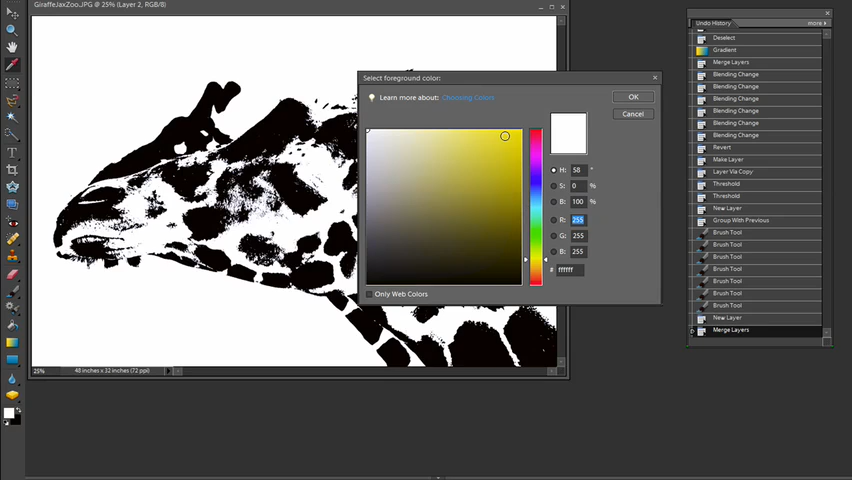 GiraffeJaxZoo.JPG @ 25% (Layer 2, RGB/8)
Select foreground color:
Learn more about: Choosing Colors
OK
Cancel
H: 58 °
S: 0 %
B: 100 %
R: 255
G: 255
B: 255
# ffffff
Only Web Colors
25% 48 inches x 32 inches (72 ppi)
Undo History
more
Deselect
Gradient
Merge Layers
Blending Change
Blending Change
Blending Change
Blending Change
Blending Change
Blending Change
Revert
Make Layer
Layer Via Copy
Threshold
Threshold
New Layer
Group With Previous
Brush Tool
Brush Tool
Brush Tool
Brush Tool
Brush Tool
Brush Tool
Brush Tool
New Layer
Merge Layers